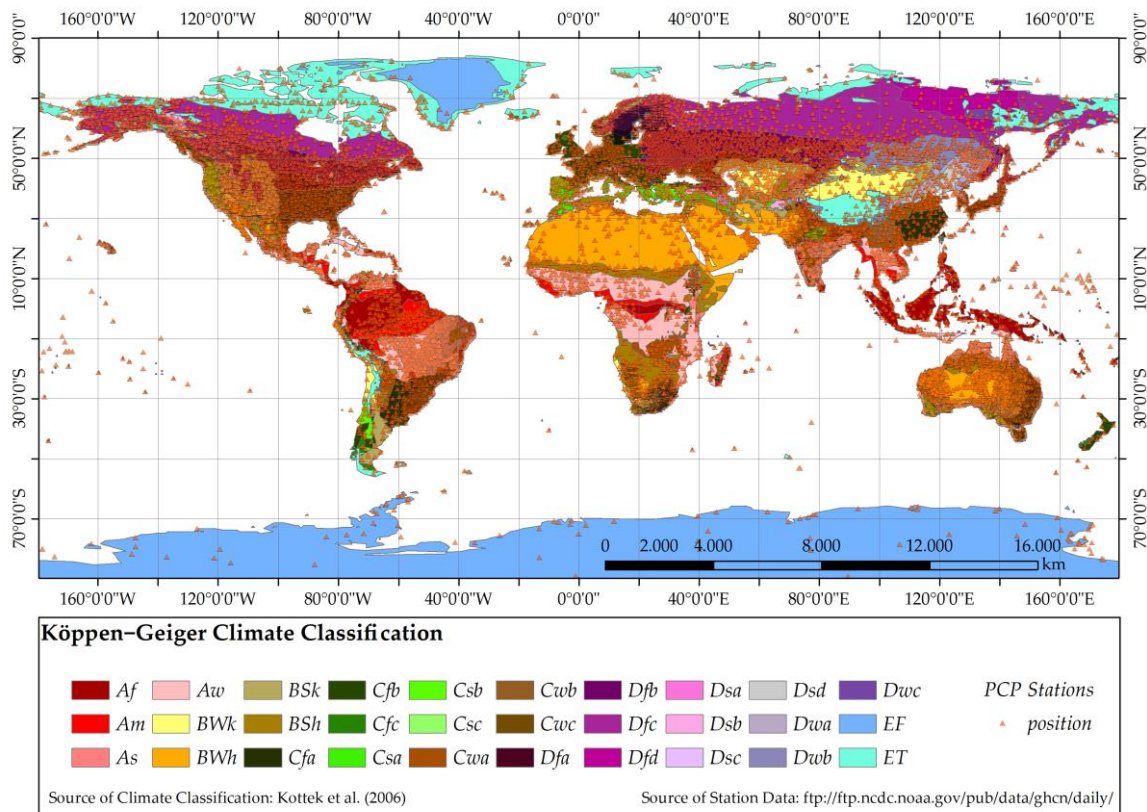 160°0'0"W 120°0'0"W 80°0'0"W 40°0'0"W 0°0'0" 40°0'0"E 80°0'0"E 120°0'0"E 160°0'0"E
90°0'0" 90°0'0"
50°0'0"N 50°0'0"N
10°0'0"N 10°0'0"N
30°0'0"S 30°0'0"S
70°0'0"S 70°0'0"S
0 2.000 4.000 8.000 12.000 16.000
km
160°0'0"W 120°0'0"W 80°0'0"W 40°0'0"W 0°0'0" 40°0'0"E 80°0'0"E 120°0'0"E 160°0'0"E
Köppen–Geiger Climate Classification
Af Aw BSk Cfb Csb Cwb Dfb Dsa Dsd Dwc PCP Stations
Am BWk BSh Cfc Csc Cwc Dfc Dsb Dwa EF position
As BWh Cfa Csa Cwa Dfa Dfd Dsc Dwb ET
Source of Climate Classification: Kottek et al. (2006) Source of Station Data: ftp://ftp.ncdc.noaa.gov/pub/data/ghcn/daily/